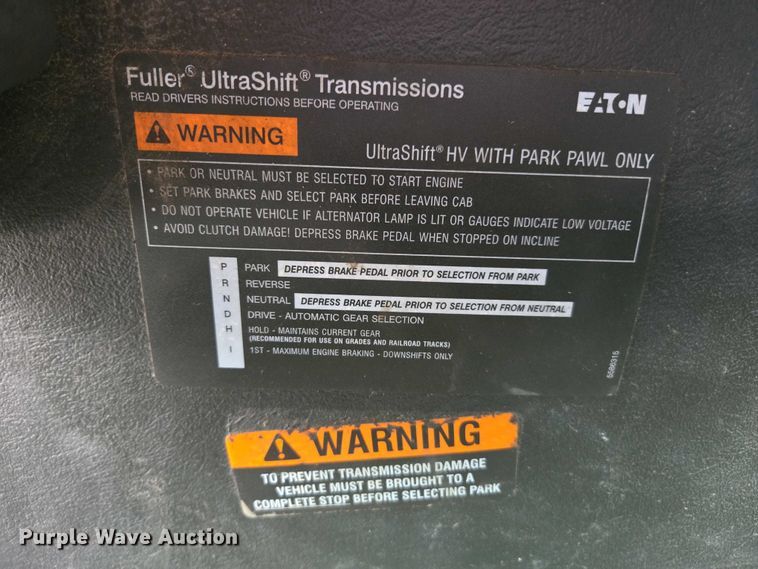 Fuller® UltraShift® Transmissions
READ DRIVERS INSTRUCTIONS BEFORE OPERATING
EATON
WARNING
UltraShift® HV WITH PARK PAWL ONLY
• PARK OR NEUTRAL MUST BE SELECTED TO START ENGINE
• SET PARK BRAKES AND SELECT PARK BEFORE LEAVING CAB
• DO NOT OPERATE VEHICLE IF ALTERNATOR LAMP IS LIT OR GAUGES INDICATE LOW VOLTAGE
• AVOID CLUTCH DAMAGE! DEPRESS BRAKE PEDAL WHEN STOPPED ON INCLINE
P PARK DEPRESS BRAKE PEDAL PRIOR TO SELECTION FROM PARK
R REVERSE
N NEUTRAL DEPRESS BRAKE PEDAL PRIOR TO SELECTION FROM NEUTRAL
D DRIVE - AUTOMATIC GEAR SELECTION
H HOLD - MAINTAINS CURRENT GEAR
(RECOMMENDED FOR USE ON GRADES AND RAILROAD TRACKS)
I 1ST - MAXIMUM ENGINE BRAKING - DOWNSHIFTS ONLY
5586315
WARNING
TO PREVENT TRANSMISSION DAMAGE
VEHICLE MUST BE BROUGHT TO A
COMPLETE STOP BEFORE SELECTING PARK
Purple Wave Auction